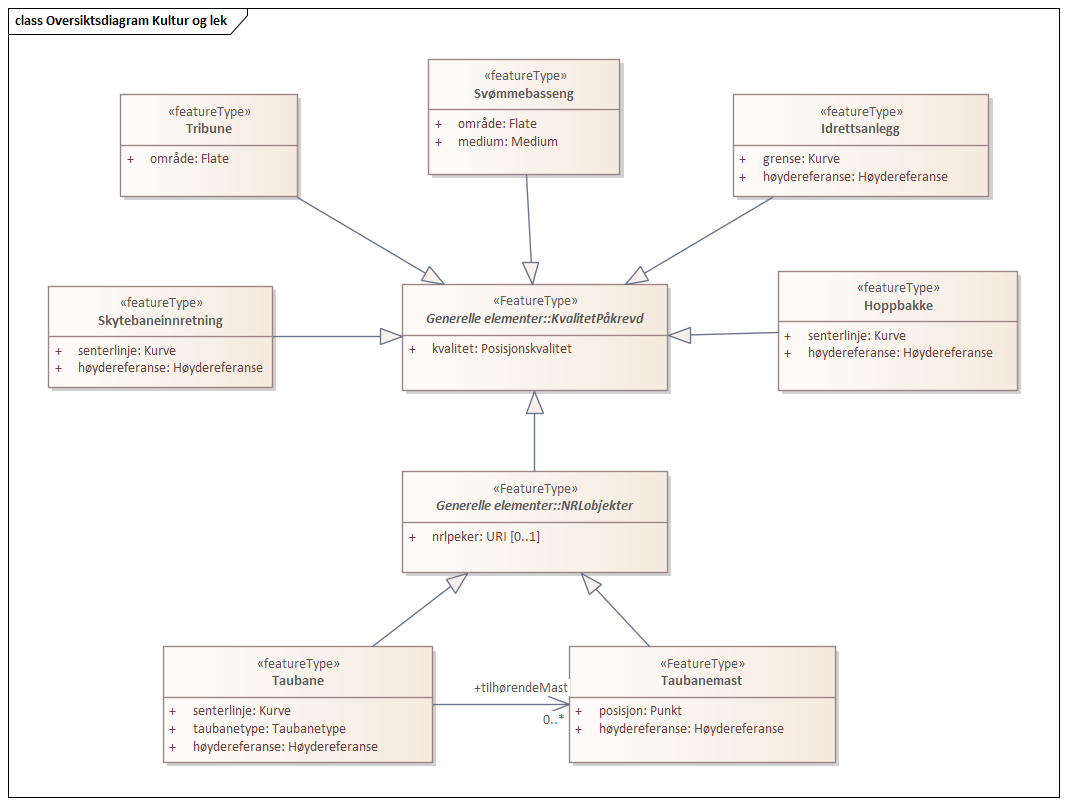 class Oversiktsdiagram Kultur og lek
«featureType»
Tribune
+ område: Flate
«featureType»
Svømmebasseng
+ område: Flate
+ medium: Medium
«featureType»
Idrettsanlegg
+ grense: Kurve
+ høydereferanse: Høydereferanse
«featureType»
Skytebaneinnretning
+ senterlinje: Kurve
+ høydereferanse: Høydereferanse
«FeatureType»
Generelle elementer::KvalitetPåkrevd
+ kvalitet: Posisjonskvalitet
«featureType»
Hoppbakke
+ senterlinje: Kurve
+ høydereferanse: Høydereferanse
«FeatureType»
Generelle elementer::NRLobjekter
+ nrlpeker: URI [0..1]
«featureType»
Taubane
+ senterlinje: Kurve
+ taubanetype: Taubanetype
+ høydereferanse: Høydereferanse
+tilhørendeMast
0..*
«FeatureType»
Taubanemast
+ posisjon: Punkt
+ høydereferanse: Høydereferanse